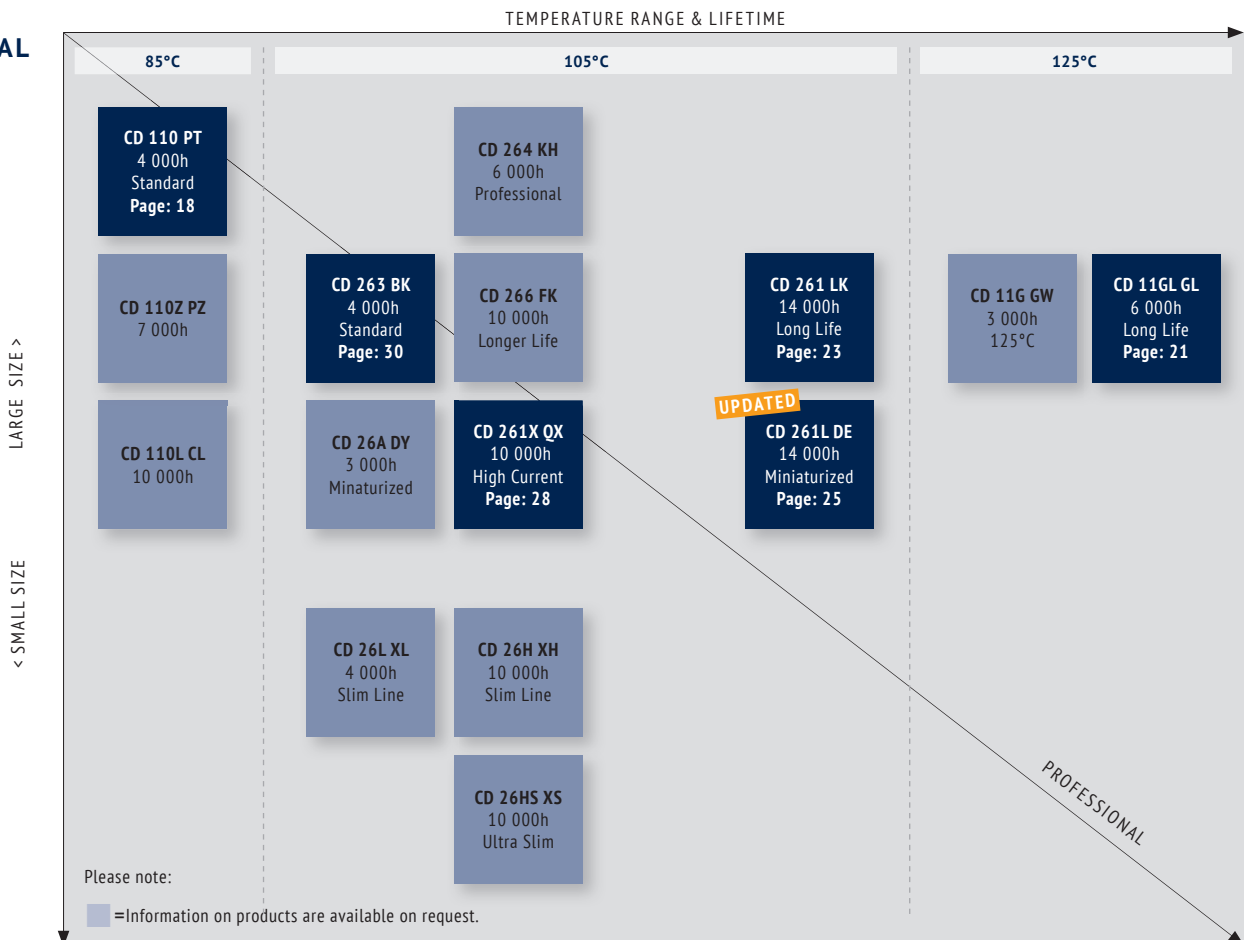 TEMPERATURE RANGE & LIFETIME
AL
85°C
105°C
125°C
CD 110 PT
4 000h
Standard
Page: 18
CD 264 KH
6 000h
Professional
CD 110Z PZ
7 000h
CD 263 BK
4 000h
Standard
Page: 30
CD 266 FK
10 000h
Longer Life
CD 261 LK
14 000h
Long Life
Page: 23
CD 11G GW
3 000h
125°C
CD 11GL GL
6 000h
Long Life
Page: 21
LARGE SIZE >
UPDATED
CD 110L CL
10 000h
CD 26A DY
3 000h
Minaturized
CD 261X QX
10 000h
High Current
Page: 28
CD 261L DE
14 000h
Miniaturized
Page: 25
< SMALL SIZE
CD 26L XL
4 000h
Slim Line
CD 26H XH
10 000h
Slim Line
CD 26HS XS
10 000h
Ultra Slim
PROFESSIONAL
Please note:
=Information on products are available on request.